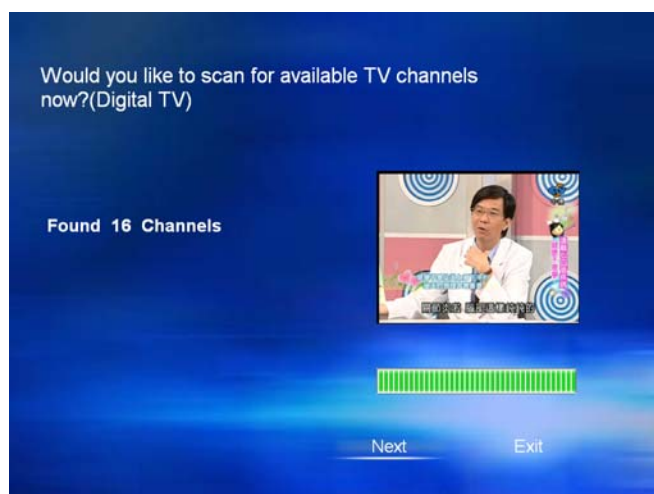 Would you like to scan for available TV channels
now?(Digital TV)
Found 16 Channels
Next
Exit